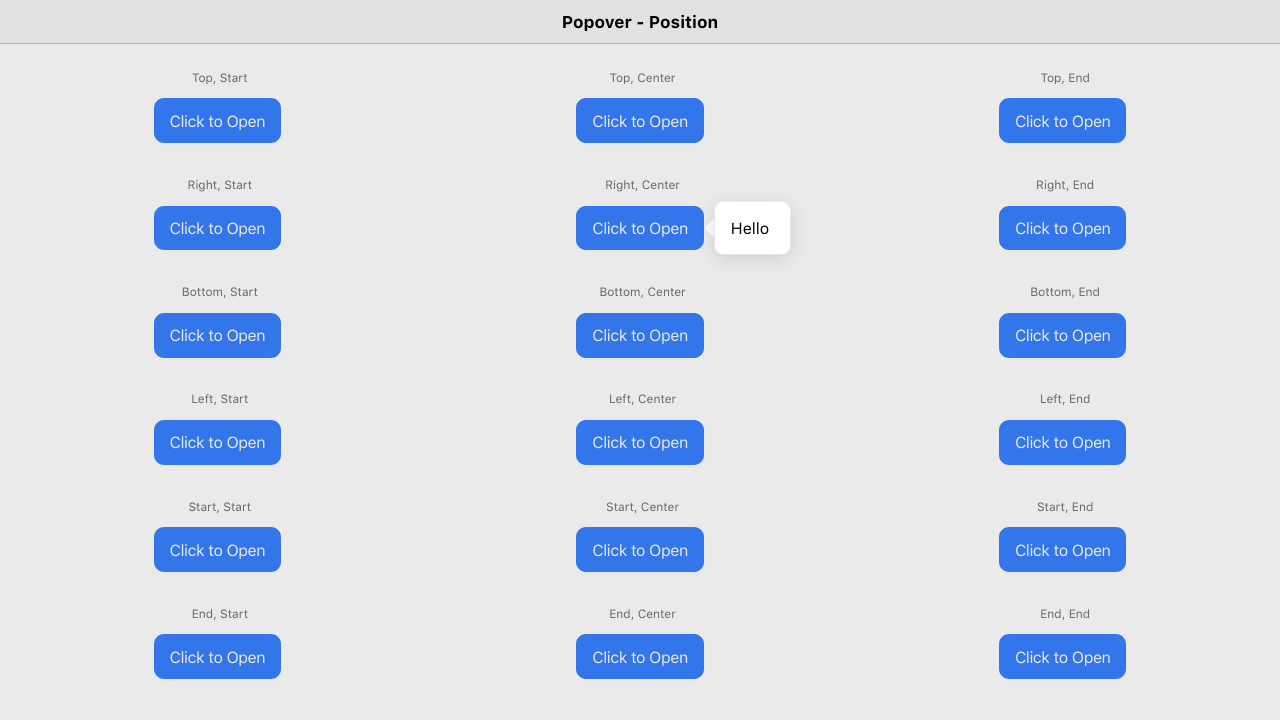 Popover - Position
Top, Start
Top, Center
Top, End
Click to Open
Click to Open
Click to Open
Right, Start
Right, Center
Right, End
Click to Open
Click to Open
Hello
Click to Open
Bottom, Start
Bottom, Center
Bottom, End
Click to Open
Click to Open
Click to Open
Left, Start
Left, Center
Left, End
Click to Open
Click to Open
Click to Open
Start, Start
Start, Center
Start, End
Click to Open
Click to Open
Click to Open
End, Start
End, Center
End, End
Click to Open
Click to Open
Click to Open